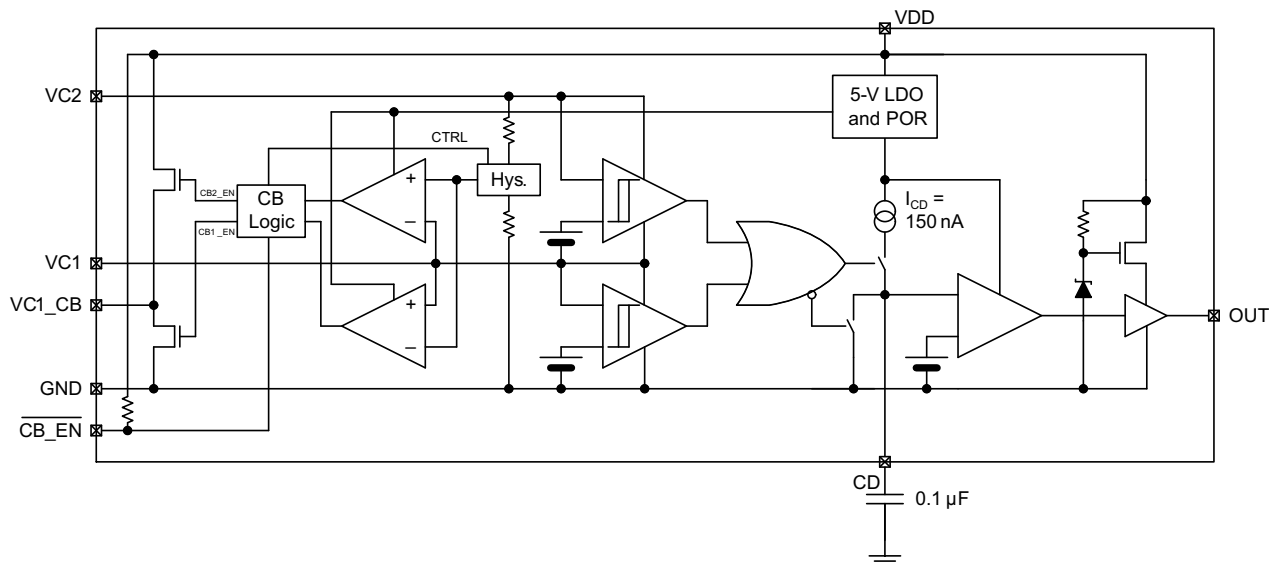 VDD
VC2
5-V LDO
and POR
CTRL
+
Hys.
CB2_EN
CB
Logic
I_CD =
150 nA
–
CB1_EN
VC1
VC1_CB
+
–
OUT
GND
CB_EN
CD
0.1 µF